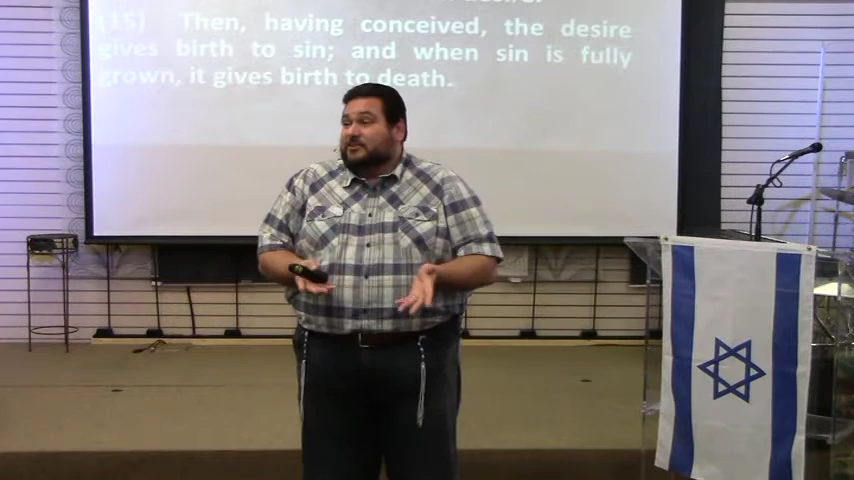 desire.
(15) Then, having conceived, the desire
gives birth to sin; and when sin is fully
grown, it gives birth to death.